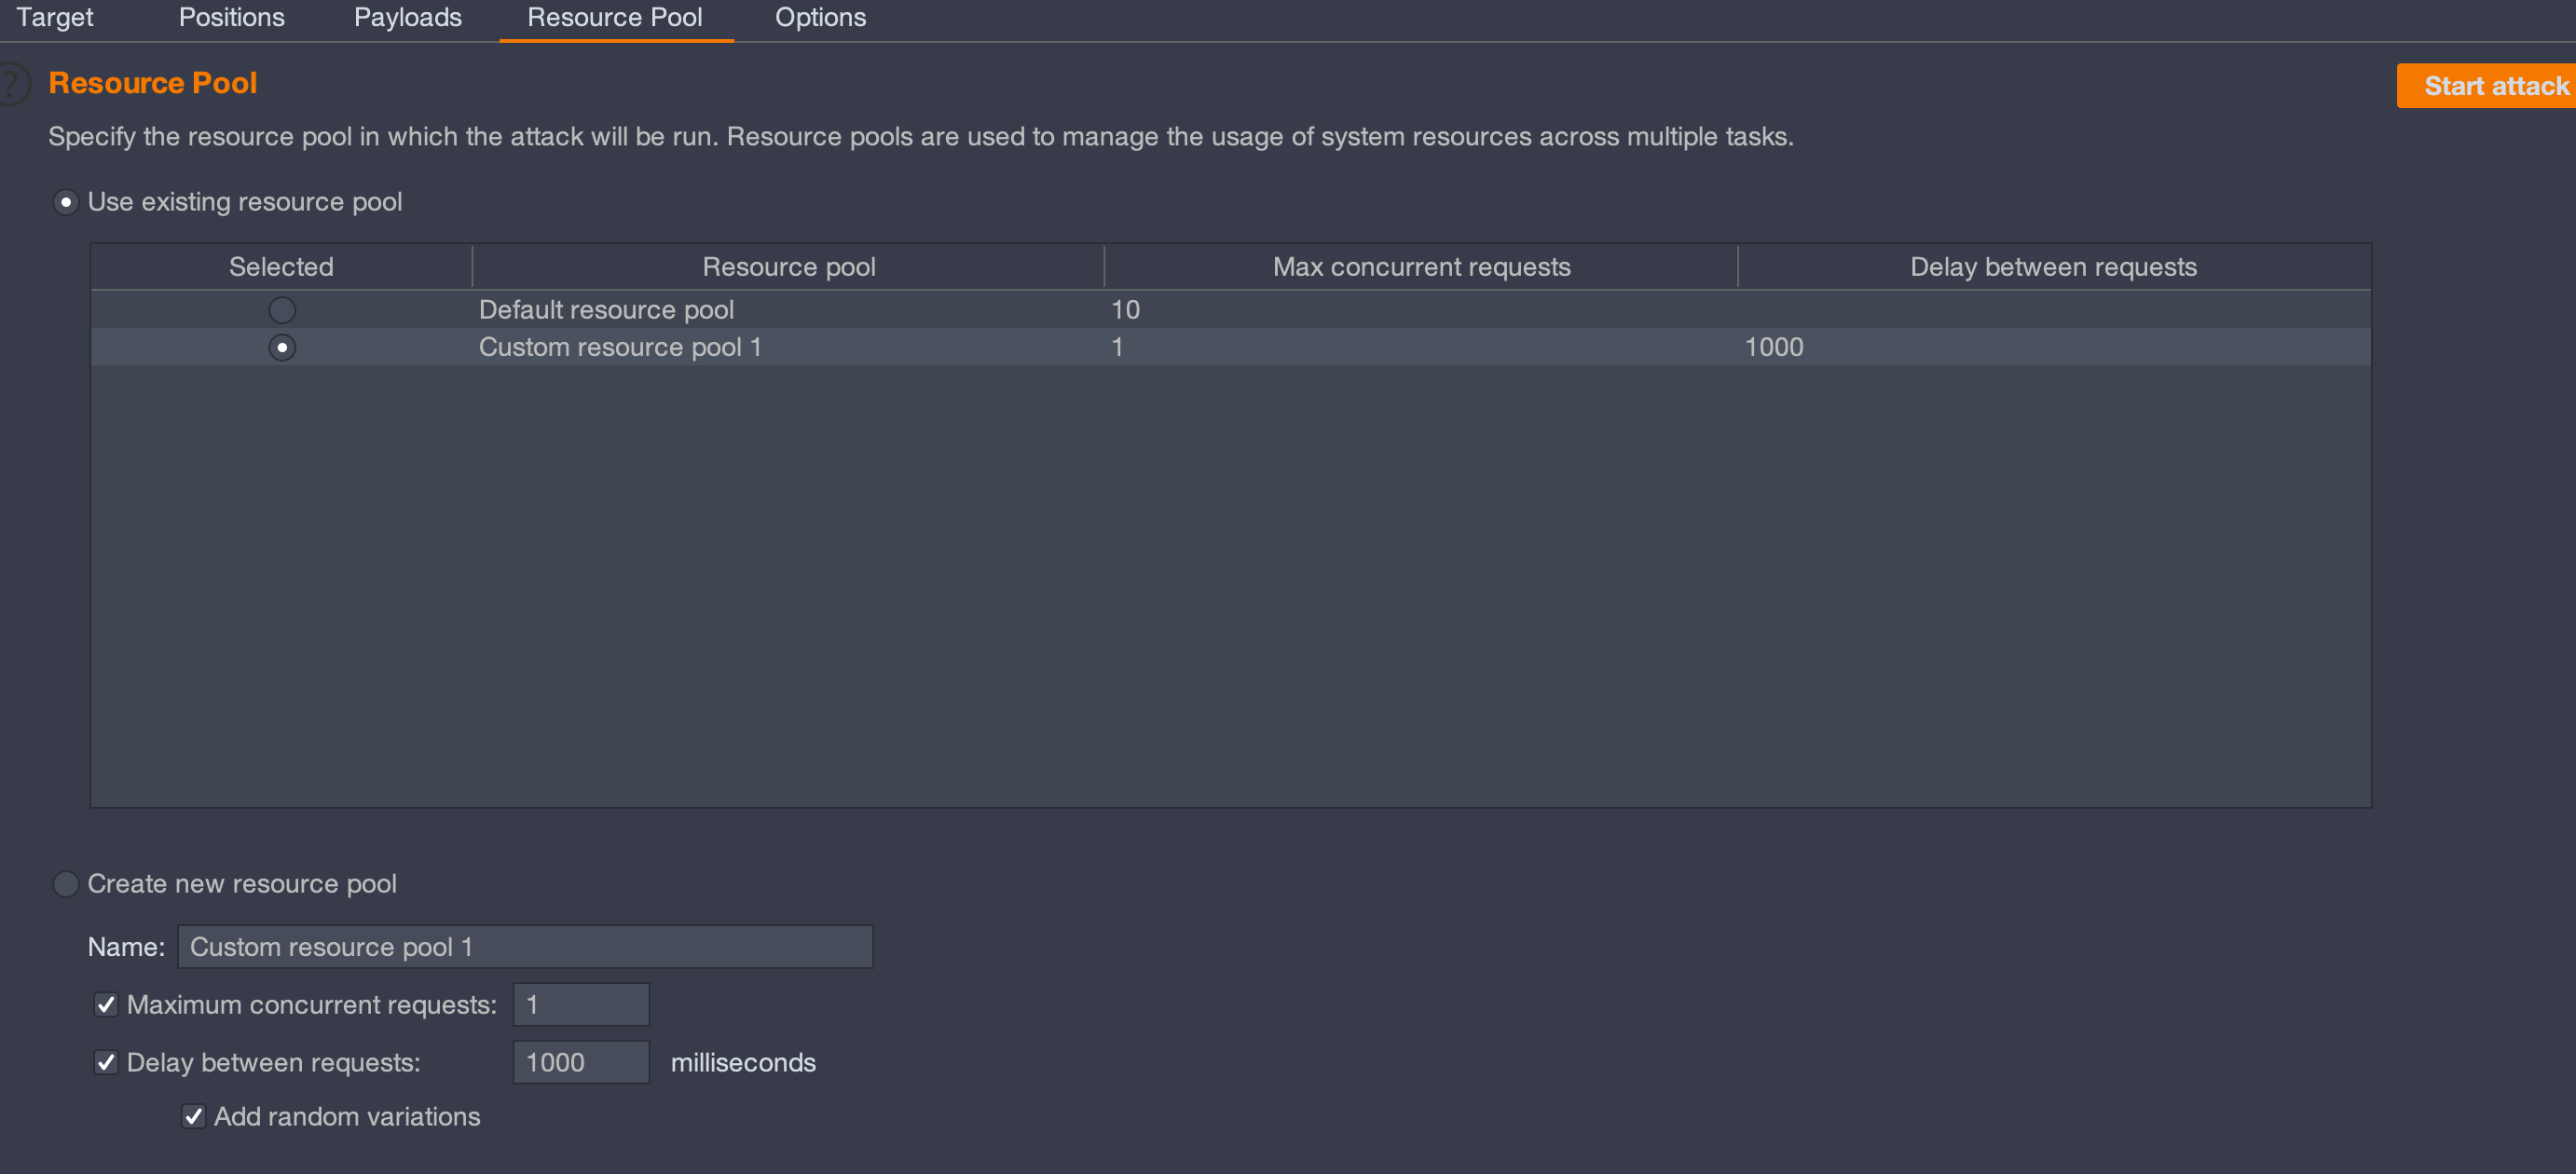 Target Positions Payloads Resource Pool Options
? Resource Pool Start attack
Specify the resource pool in which the attack will be run. Resource pools are used to manage the usage of system resources across multiple tasks.
Use existing resource pool
Selected Resource pool Max concurrent requests Delay between requests
Default resource pool 10
Custom resource pool 1 1 1000
Create new resource pool
Name: Custom resource pool 1
Maximum concurrent requests: 1
Delay between requests: 1000 milliseconds
Add random variations